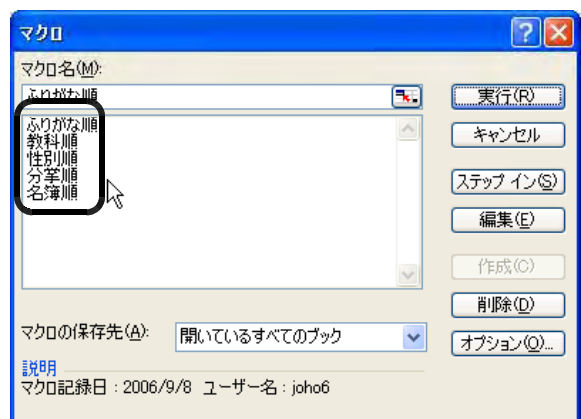 マクロ
マクロ名(M):
ふりがな順
実行(R)
ふりがな順
教科順
性別順
分掌順
名簿順
キャンセル
ステップ イン(S)
編集(E)
作成(C)
削除(D)
マクロの保存先(A):
開いているすべてのブック
オプション(O)...
説明
マクロ記録日 : 2006/9/8 ユーザー名 : joho6